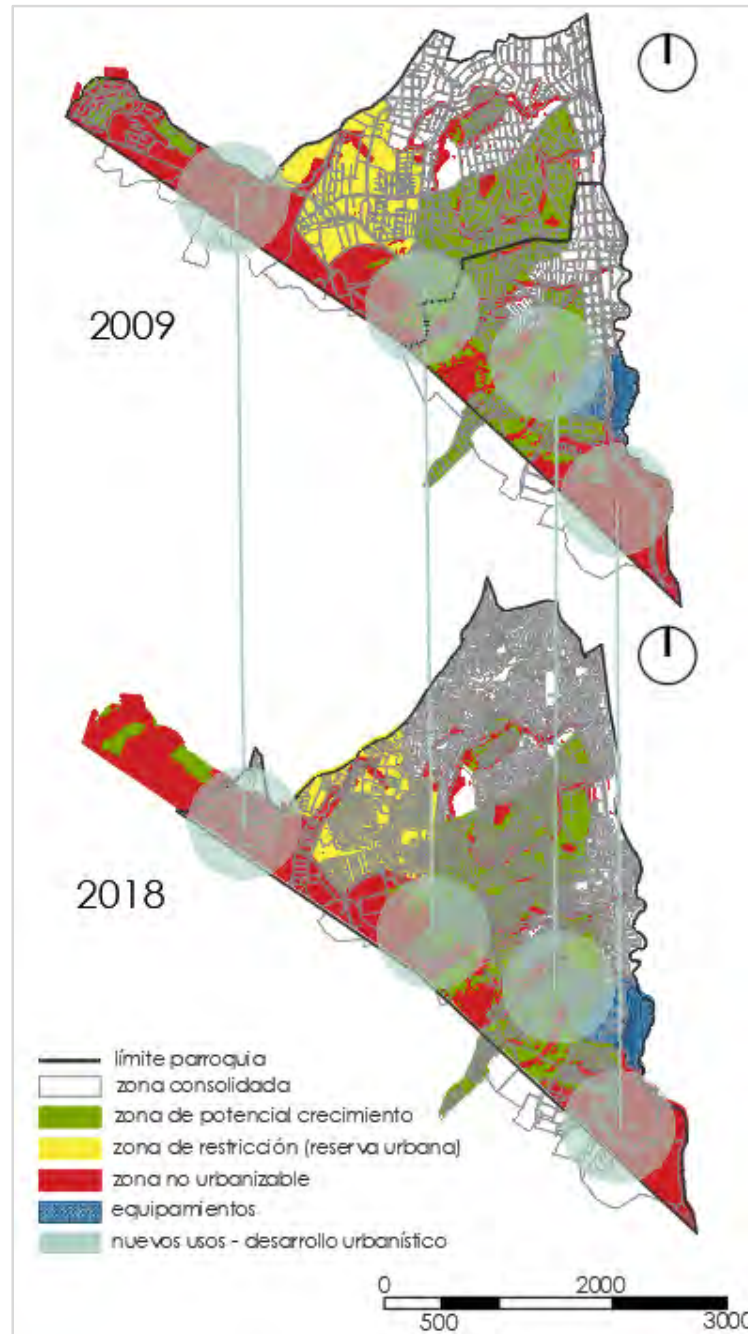 2009
2018
límite parroquia
zona consolidada
zona de potencial crecimiento
zona de restricción (reserva urbana)
zona no urbanizable
equipamientos
nuevos usos - desarrollo urbanístico
0 2000
500 3000